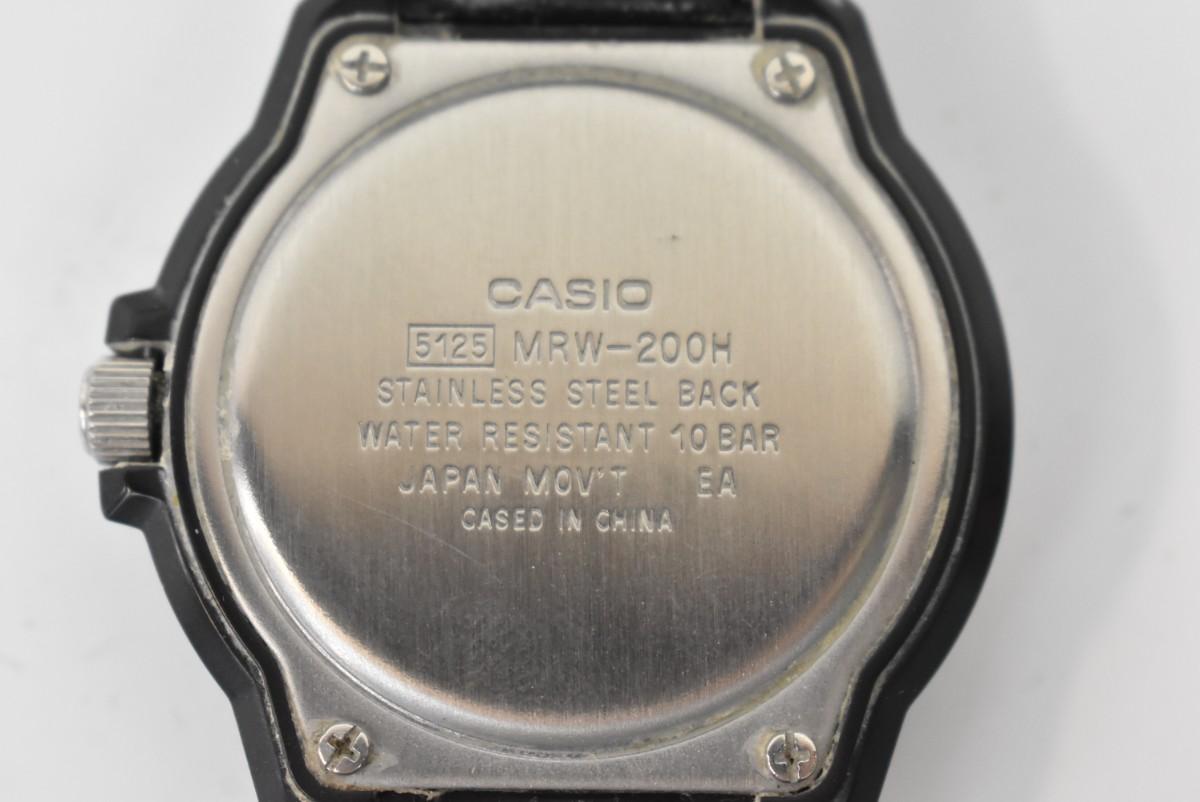 CASIO
5125 MRW-200H
STAINLESS STEEL BACK
WATER RESISTANT 10 BAR
JAPAN MOV'T EA
CASED IN CHINA